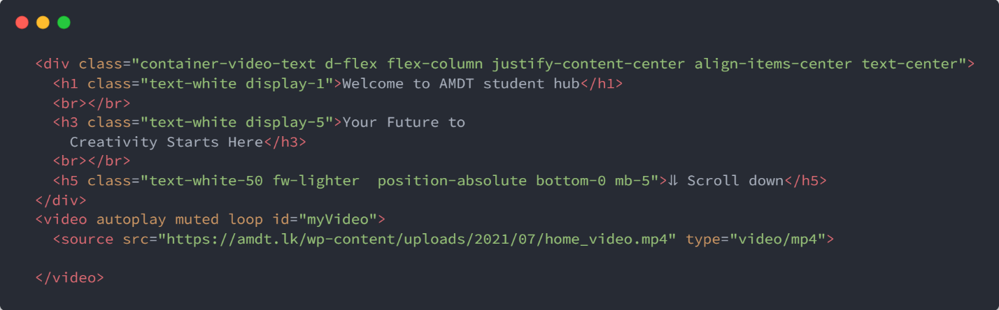 <div class="container-video-text d-flex flex-column justify-content-center align-items-center text-center">
<h1 class="text-white display-1">Welcome to AMDT student hub</h1>
<br></br>
<h3 class="text-white display-5">Your Future to
Creativity Starts Here</h3>
<br></br>
<h5 class="text-white-50 fw-lighter  position-absolute bottom-0 mb-5">⥥ Scroll down</h5>
</div>
<video autoplay muted loop id="myVideo">
<source src="https://amdt.lk/wp-content/uploads/2021/07/home_video.mp4" type="video/mp4">
</video>